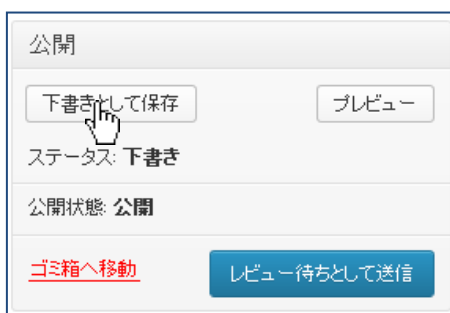 公開
下書きとして保存 プレビュー
ステータス: 下書き
公開状態: 公開
ゴミ箱へ移動 レビュー待ちとして送信